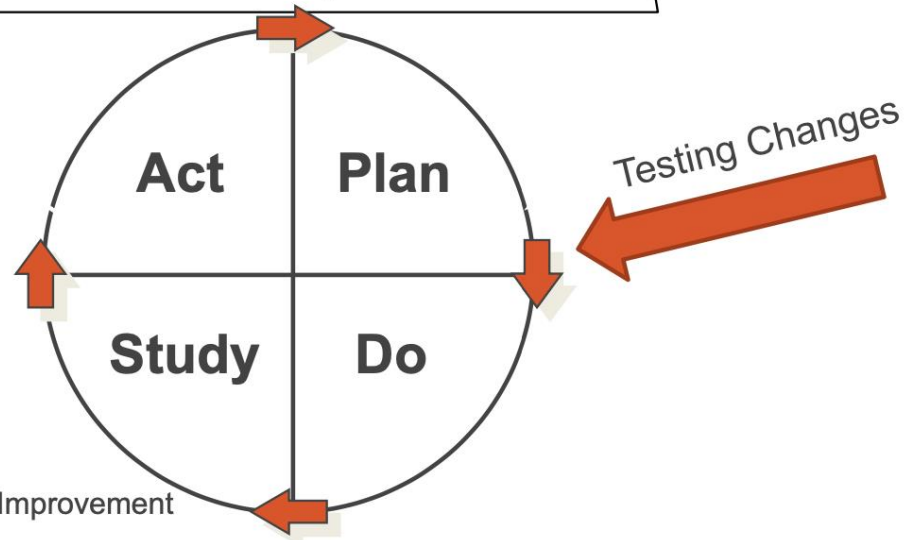 Act
Plan
Testing Changes
Study
Do
Improvement